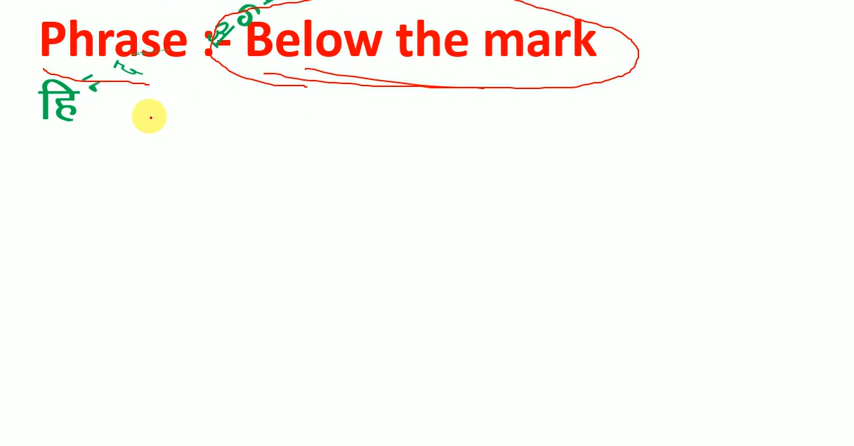 Phrase :- Below the mark
हि